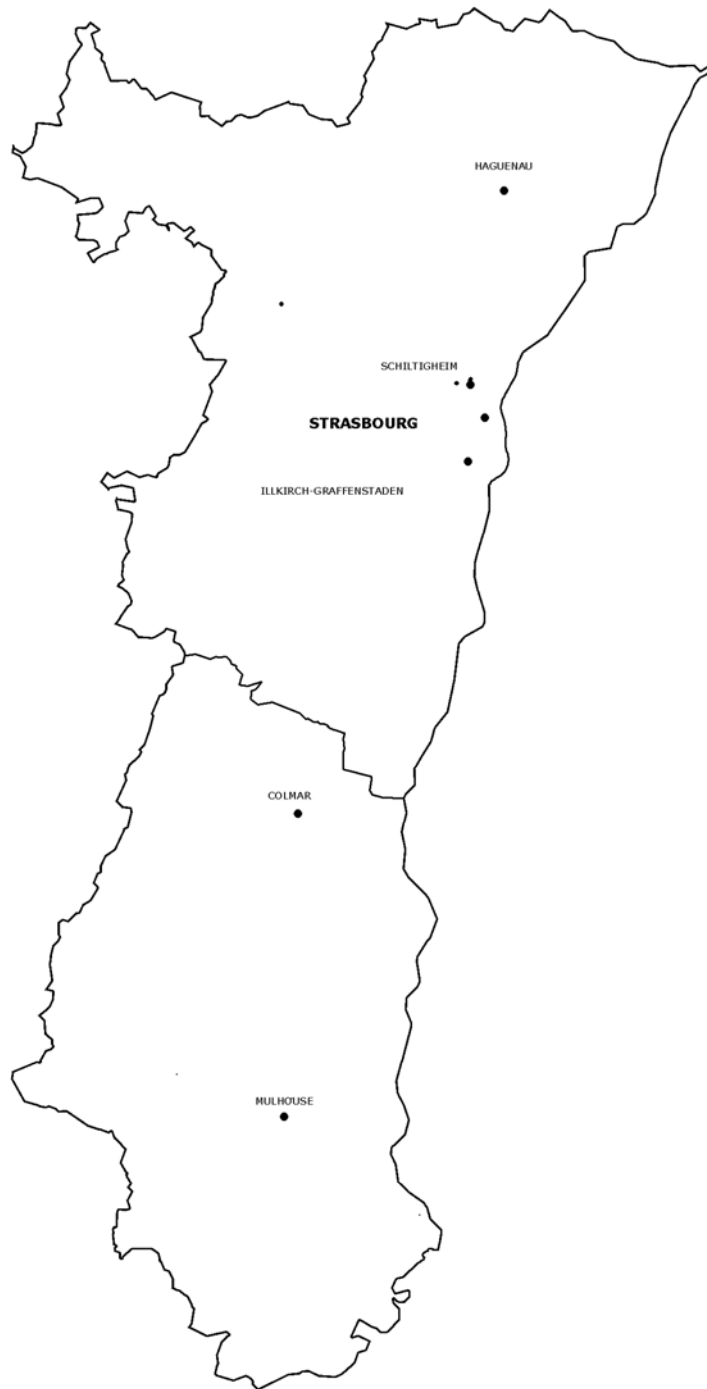 HAGUENAU
SCHILTIGHEIM
STRASBOURG
ILLKIRCH-GRAFFENSTADEN
COLMAR
MULHOUSE